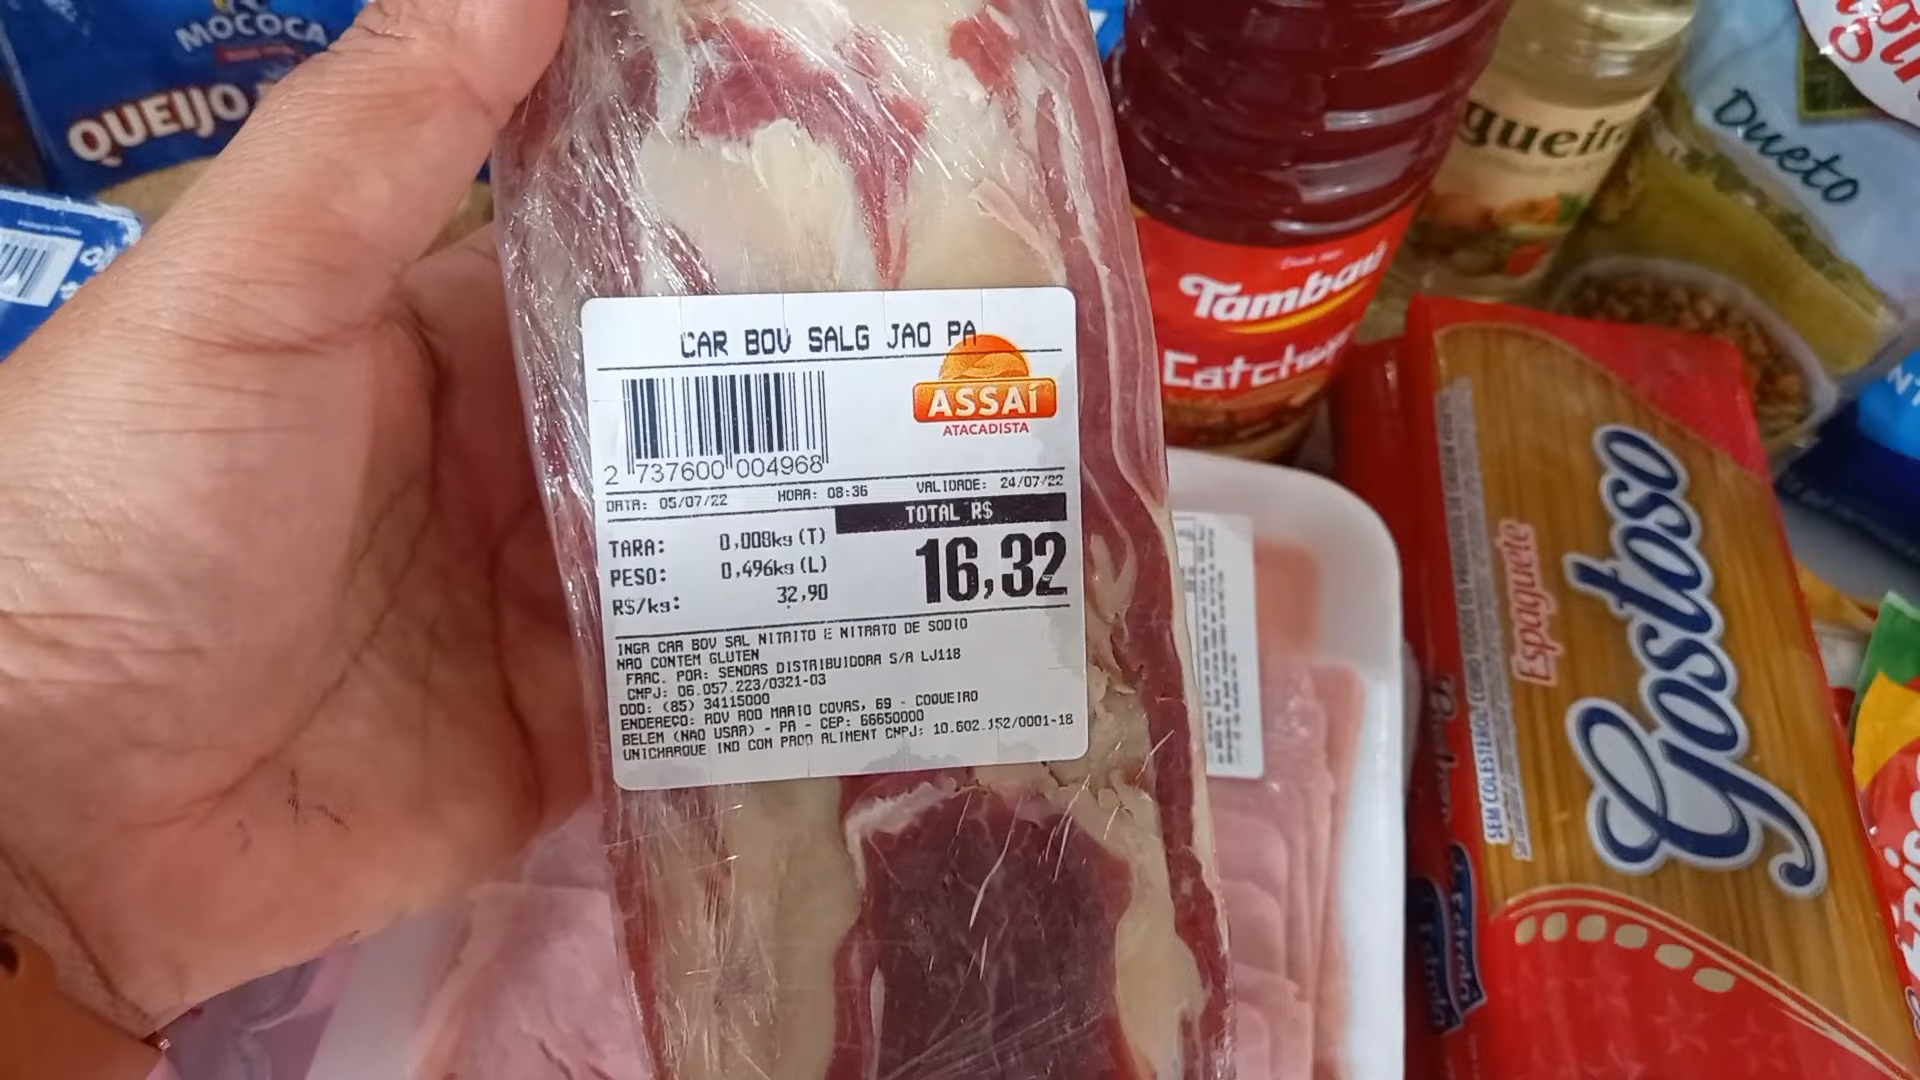 MOCOCA
QUEIJO
CAR BOV SALG JAO PA
ASSAÍ
ATACADISTA
2 737600 004968
DATA: 05/07/22 HORA: 08:36 VALIDADE: 24/07/22
TOTAL R$
TARA: 0,008kg (T)
PESO: 0,496kg (L)
R$/kg: 32,90
16,32
INGR CAR BOV SAL NITRITO E NITRATO DE SODIO
NAO CONTEM GLUTEN
FRAC. POR: SENDAS DISTRIBUIDORA S/A LJ118
CNPJ: 06.057.223/0321-03
DDD: (85) 34115000
ENDEREÇO: ROV ROD MARIO COVAS, 69 - COQUEIRO
BELEM (NAO USAR) - PA - CEP: 66650000
UNICHARQUE IND COM PROD ALIMENT CNPJ: 10.602.152/0001-18
Tambaú
Catchup
gueir
Dueto
Espaguete
Gostoso
SEM COLESTEROL
Estrela